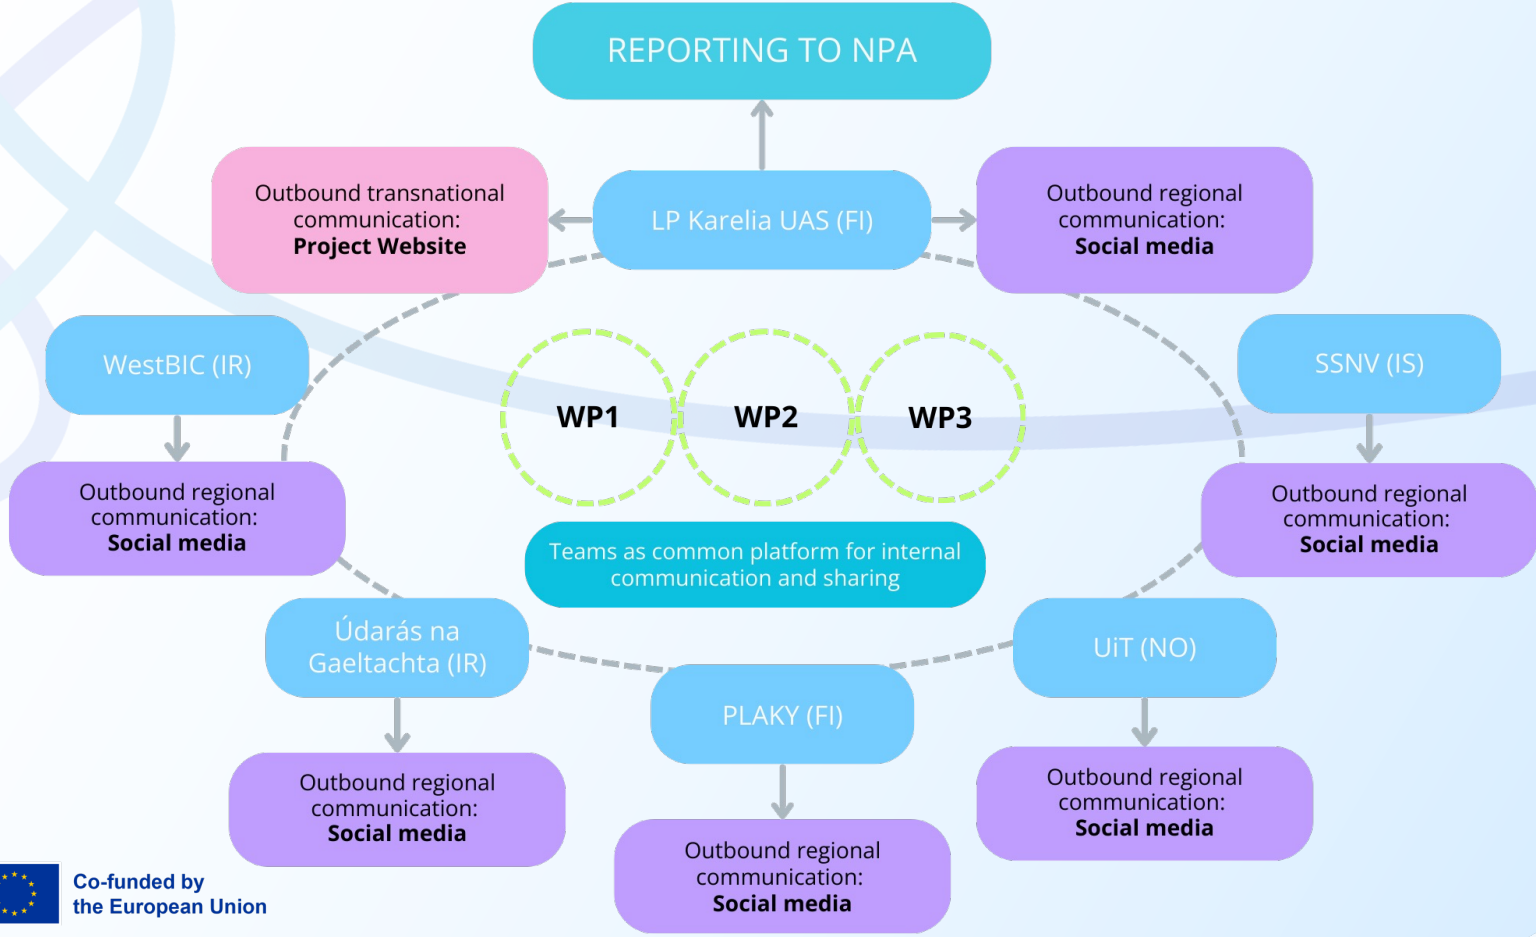 REPORTING TO NPA
Outbound transnational
communication:
Project Website
LP Karelia UAS (FI)
Outbound regional
communication:
Social media
WestBIC (IR)
SSNV (IS)
WP1
WP2
WP3
Outbound regional
communication:
Social media
Outbound regional
communication:
Social media
Teams as common platform for internal
communication and sharing
Údarás na
Gaeltachta (IR)
UiT (NO)
PLAKY (FI)
Outbound regional
communication:
Social media
Outbound regional
communication:
Social media
Outbound regional
communication:
Social media
Co-funded by
the European Union